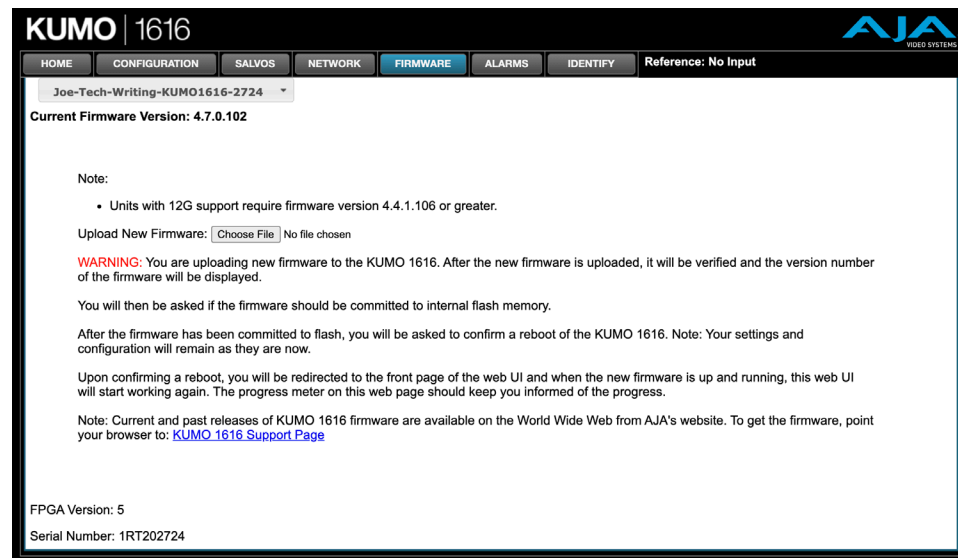 KUMO | 1616
AJA
VIDEO SYSTEMS
HOME CONFIGURATION SALVOS NETWORK FIRMWARE ALARMS IDENTIFY Reference: No Input
Joe-Tech-Writing-KUMO1616-2724
Current Firmware Version: 4.7.0.102
Note:
• Units with 12G support require firmware version 4.4.1.106 or greater.
Upload New Firmware: Choose File No file chosen
WARNING: You are uploading new firmware to the KUMO 1616. After the new firmware is uploaded, it will be verified and the version number
of the firmware will be displayed.
You will then be asked if the firmware should be committed to internal flash memory.
After the firmware has been committed to flash, you will be asked to confirm a reboot of the KUMO 1616. Note: Your settings and
configuration will remain as they are now.
Upon confirming a reboot, you will be redirected to the front page of the web UI and when the new firmware is up and running, this web UI
will start working again. The progress meter on this web page should keep you informed of the progress.
Note: Current and past releases of KUMO 1616 firmware are available on the World Wide Web from AJA's website. To get the firmware, point
your browser to: KUMO 1616 Support Page
FPGA Version: 5
Serial Number: 1RT202724